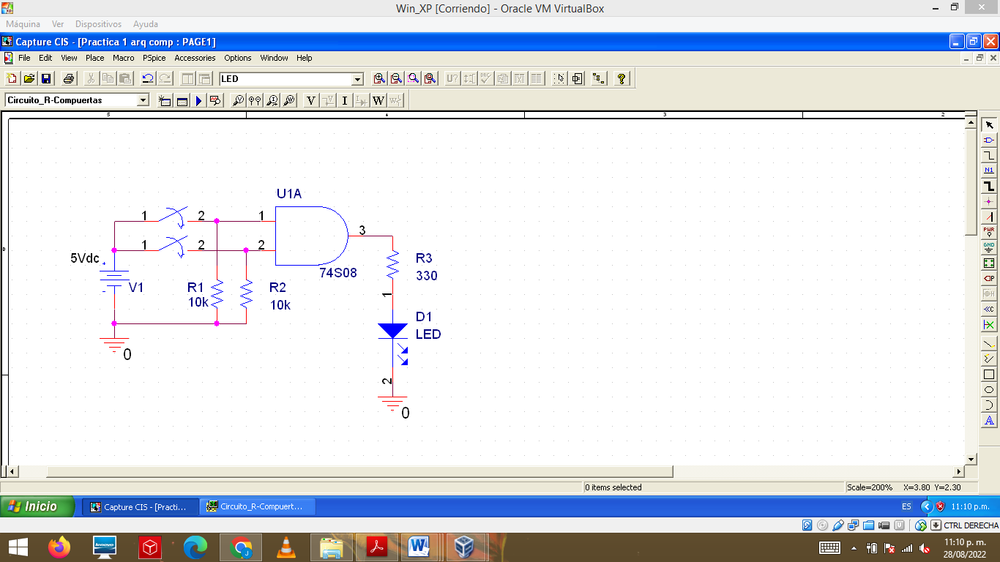 Win_XP [Corriendo] - Oracle VM VirtualBox
Máquina Ver Dispositivos Ayuda
Capture CIS - [Practica 1 arq comp : PAGE1]
File Edit View Place Macro PSpice Accessories Options Window Help
LED
U?
Circuito_R-Compuertas
V I W
5 4 3 2
N1
PWR
GND
U1A
1 2 1
1 2 2
3
5Vdc
V1
R1
10k
R2
10k
74S08
R3
330
1
D1
LED
2
0
0
D
0 items selected Scale=200% X=3.80 Y=2.30
Inicio Capture CIS - [Practi... Circuito_R-Compuert... ES 11:10 p.m.
CTRL DERECHA
lenovo
11:10 p. m.
28/08/2022